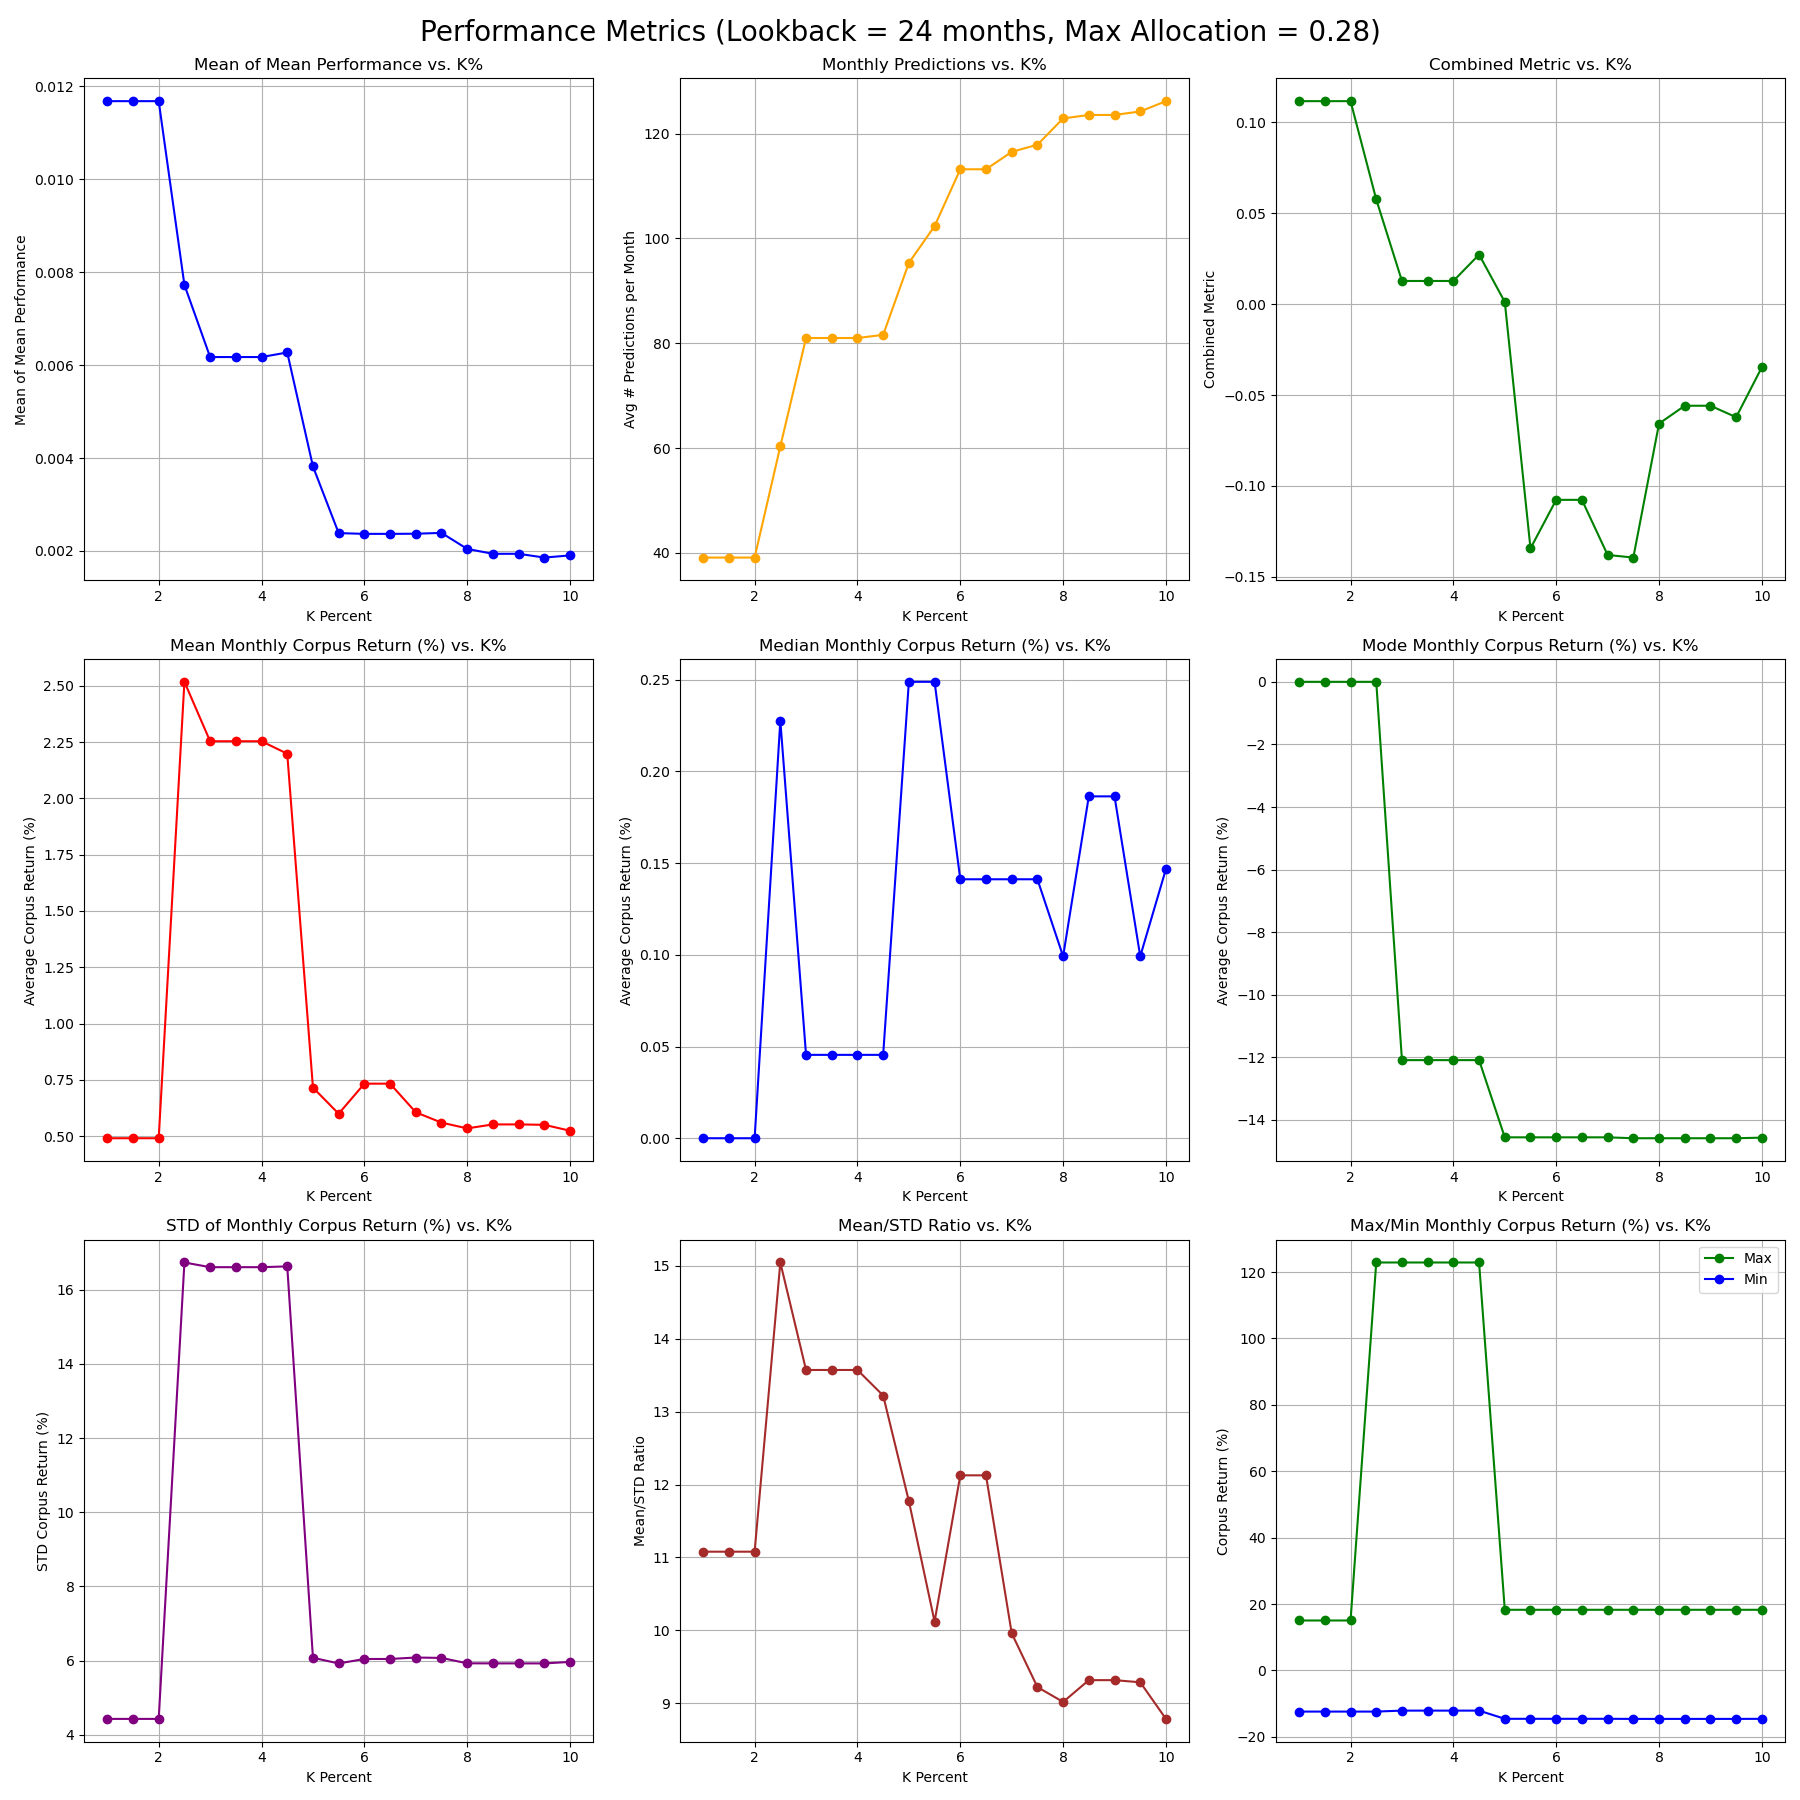 Performance Metrics (Lookback = 24 months, Max Allocation = 0.28)
Mean of Mean Performance vs. K%
Mean of Mean Performance
0.012
0.010
0.008
0.006
0.004
0.002
2 4 6 8 10
K Percent
Monthly Predictions vs. K%
Avg # Predictions per Month
120
100
80
60
40
2 4 6 8 10
K Percent
Combined Metric vs. K%
Combined Metric
0.10
0.05
0.00
−0.05
−0.10
−0.15
2 4 6 8 10
K Percent
Mean Monthly Corpus Return (%) vs. K%
Average Corpus Return (%)
2.50
2.25
2.00
1.75
1.50
1.25
1.00
0.75
0.50
2 4 6 8 10
K Percent
Median Monthly Corpus Return (%) vs. K%
Average Corpus Return (%)
0.25
0.20
0.15
0.10
0.05
0.00
2 4 6 8 10
K Percent
Mode Monthly Corpus Return (%) vs. K%
Average Corpus Return (%)
0
−2
−4
−6
−8
−10
−12
−14
2 4 6 8 10
K Percent
STD of Monthly Corpus Return (%) vs. K%
STD Corpus Return (%)
16
14
12
10
8
6
4
2 4 6 8 10
K Percent
Mean/STD Ratio vs. K%
Mean/STD Ratio
15
14
13
12
11
10
9
2 4 6 8 10
K Percent
Max/Min Monthly Corpus Return (%) vs. K%
Corpus Return (%)
120
100
80
60
40
20
0
−20
Max
Min
2 4 6 8 10
K Percent